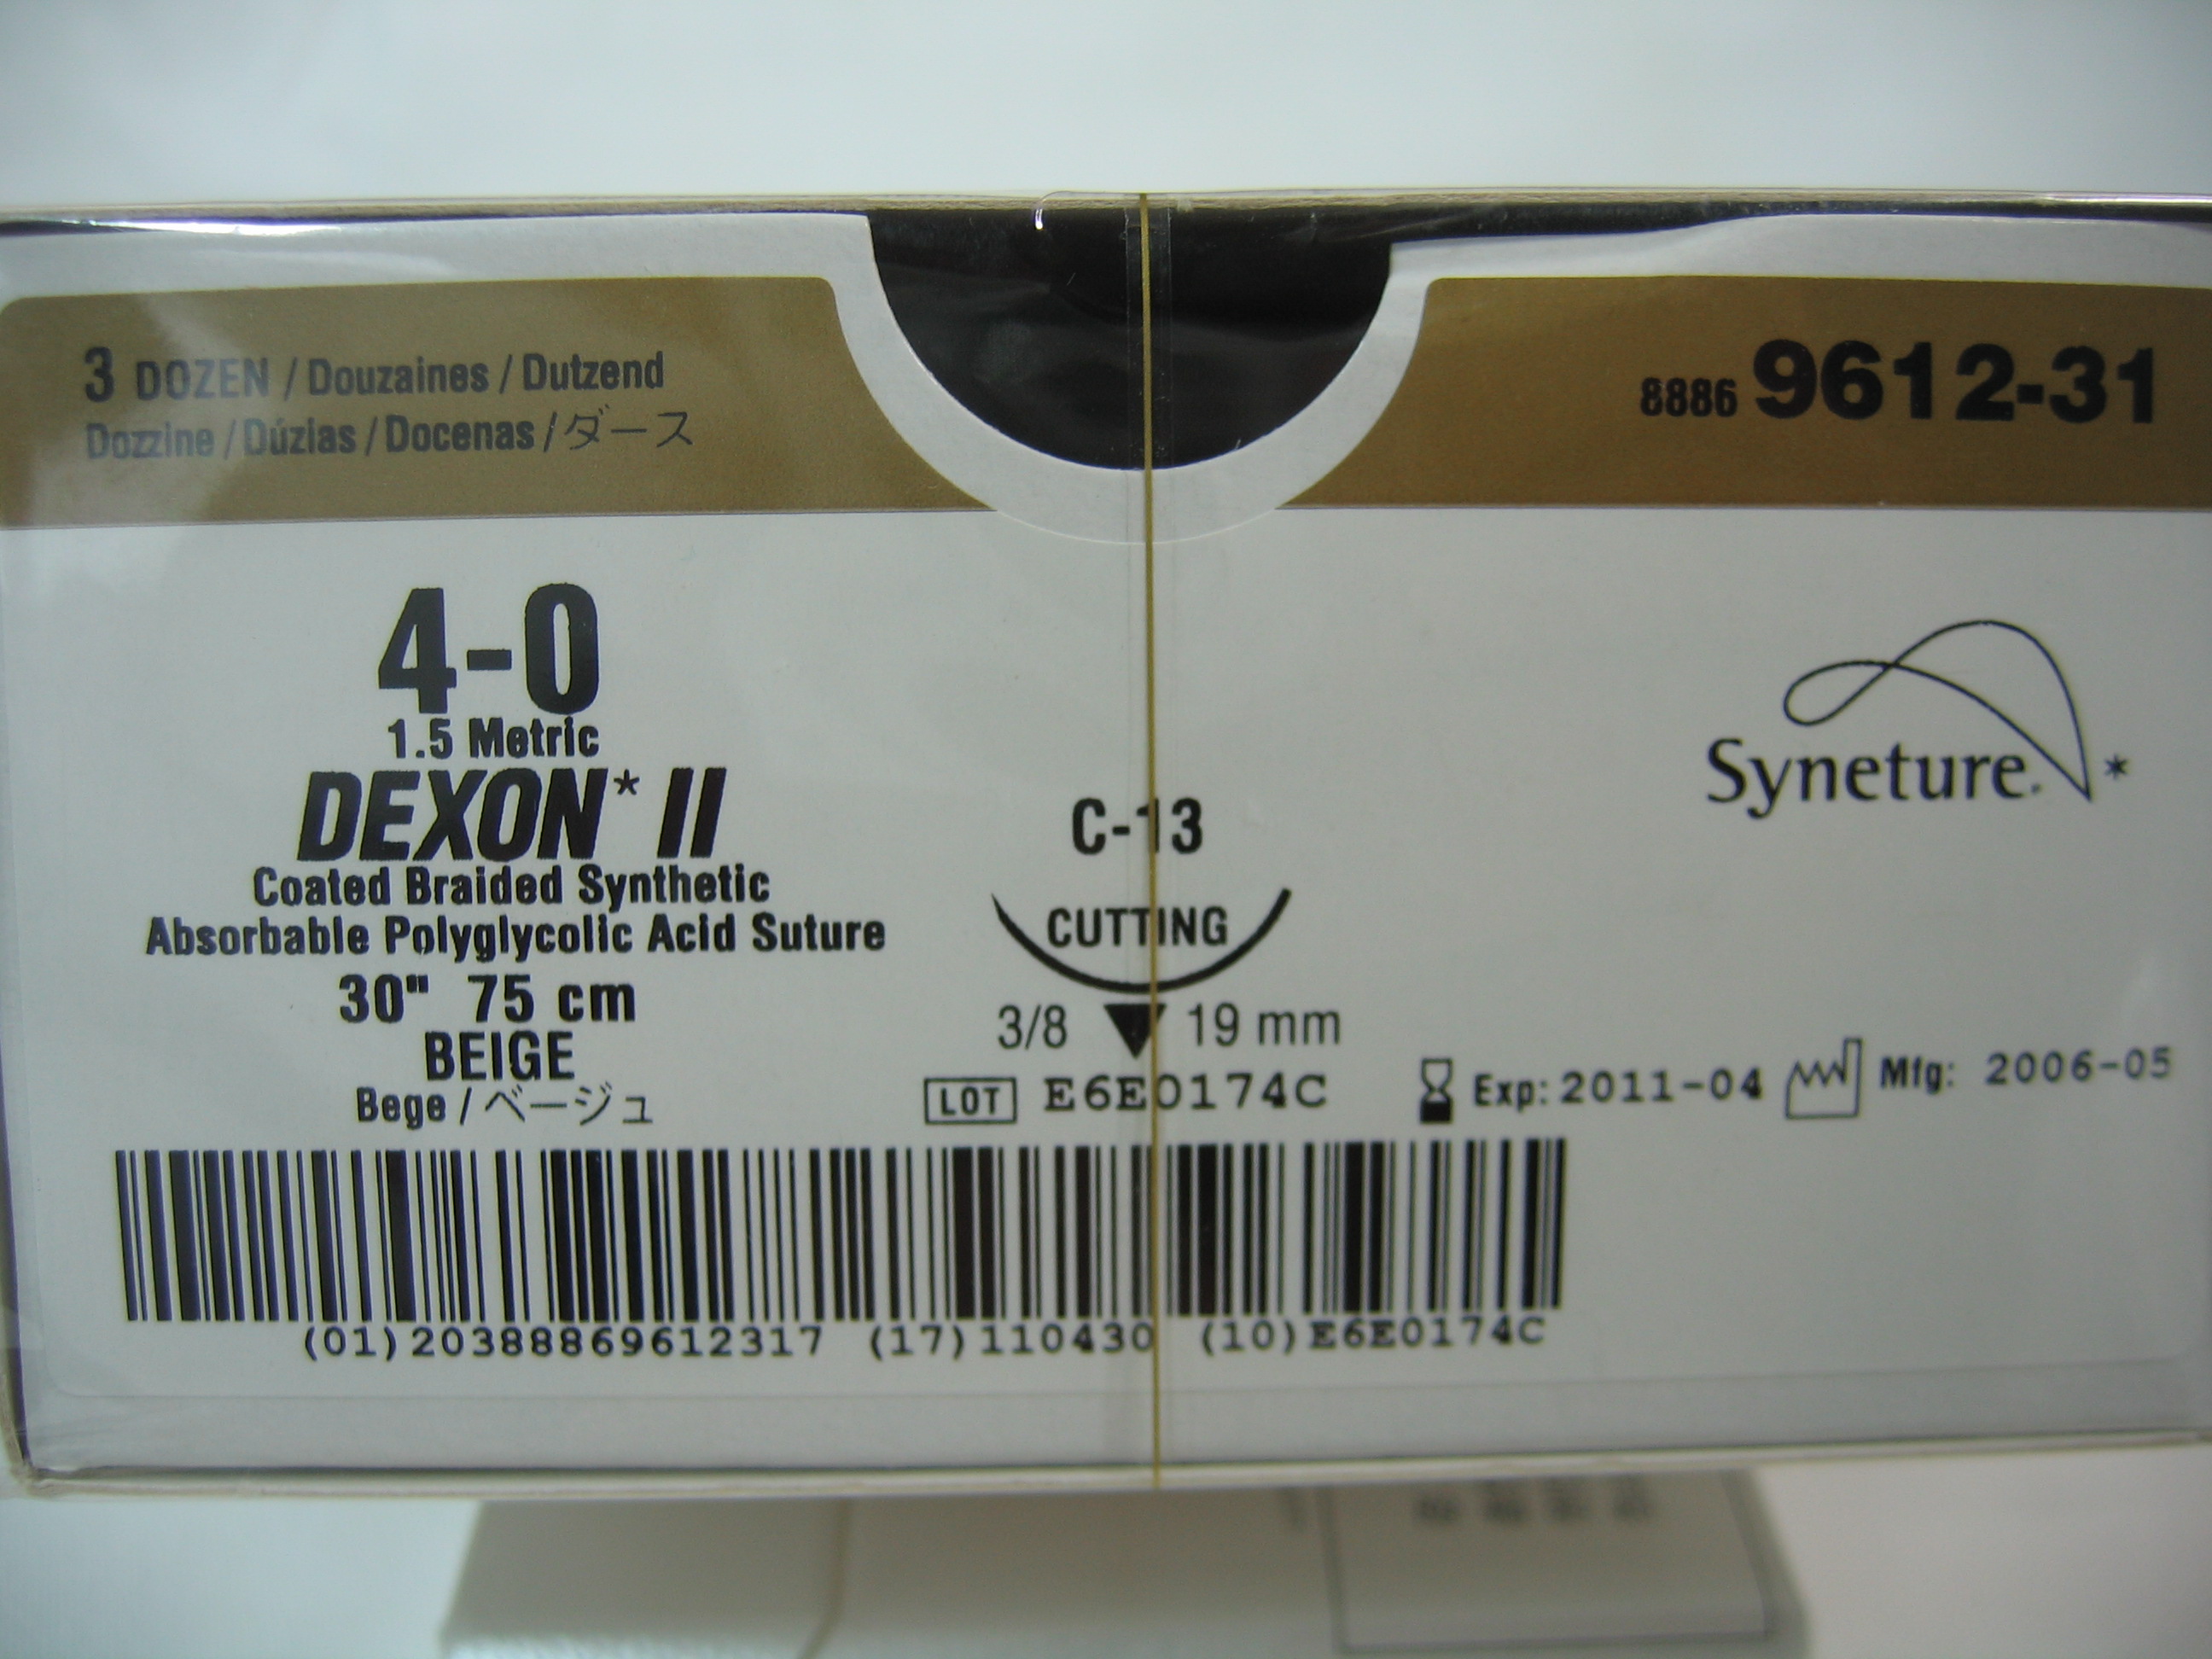 3 DOZEN / Douzaines / Dutzend
Dozzine / Dúzias / Docenas / ダース
8886 9612-31
4-0
1.5 Metric
DEXON* II
Coated Braided Synthetic
Absorbable Polyglycolic Acid Suture
30" 75 cm
BEIGE
Bege / ベージュ
C-13
CUTTING
3/8 19 mm
LOT E6E0174C
Syneture.*
Exp: 2011-04 Mfg: 2006-05
(01)20388869612317 (17)110430 (10)E6E0174C